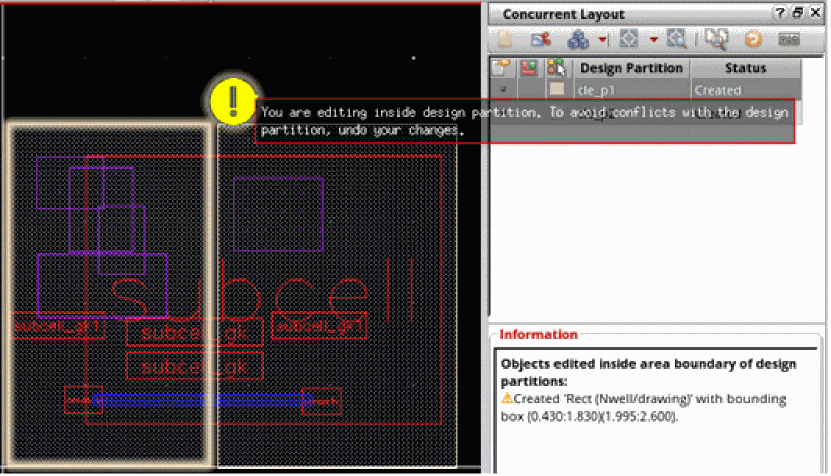 Concurrent Layout
Design Partition Status
cle_p1 Created
You are editing inside design partition. To avoid conflicts with the design
partition, undo your changes.
subcell
subcell_gk1 subcell_gk subcell_gk1
subcell_gk
Information
Objects edited inside area boundary of design
partitions:
Created 'Rect (Nwell/drawing)' with bounding
box (0.430:1.830)(1.995:2.600).